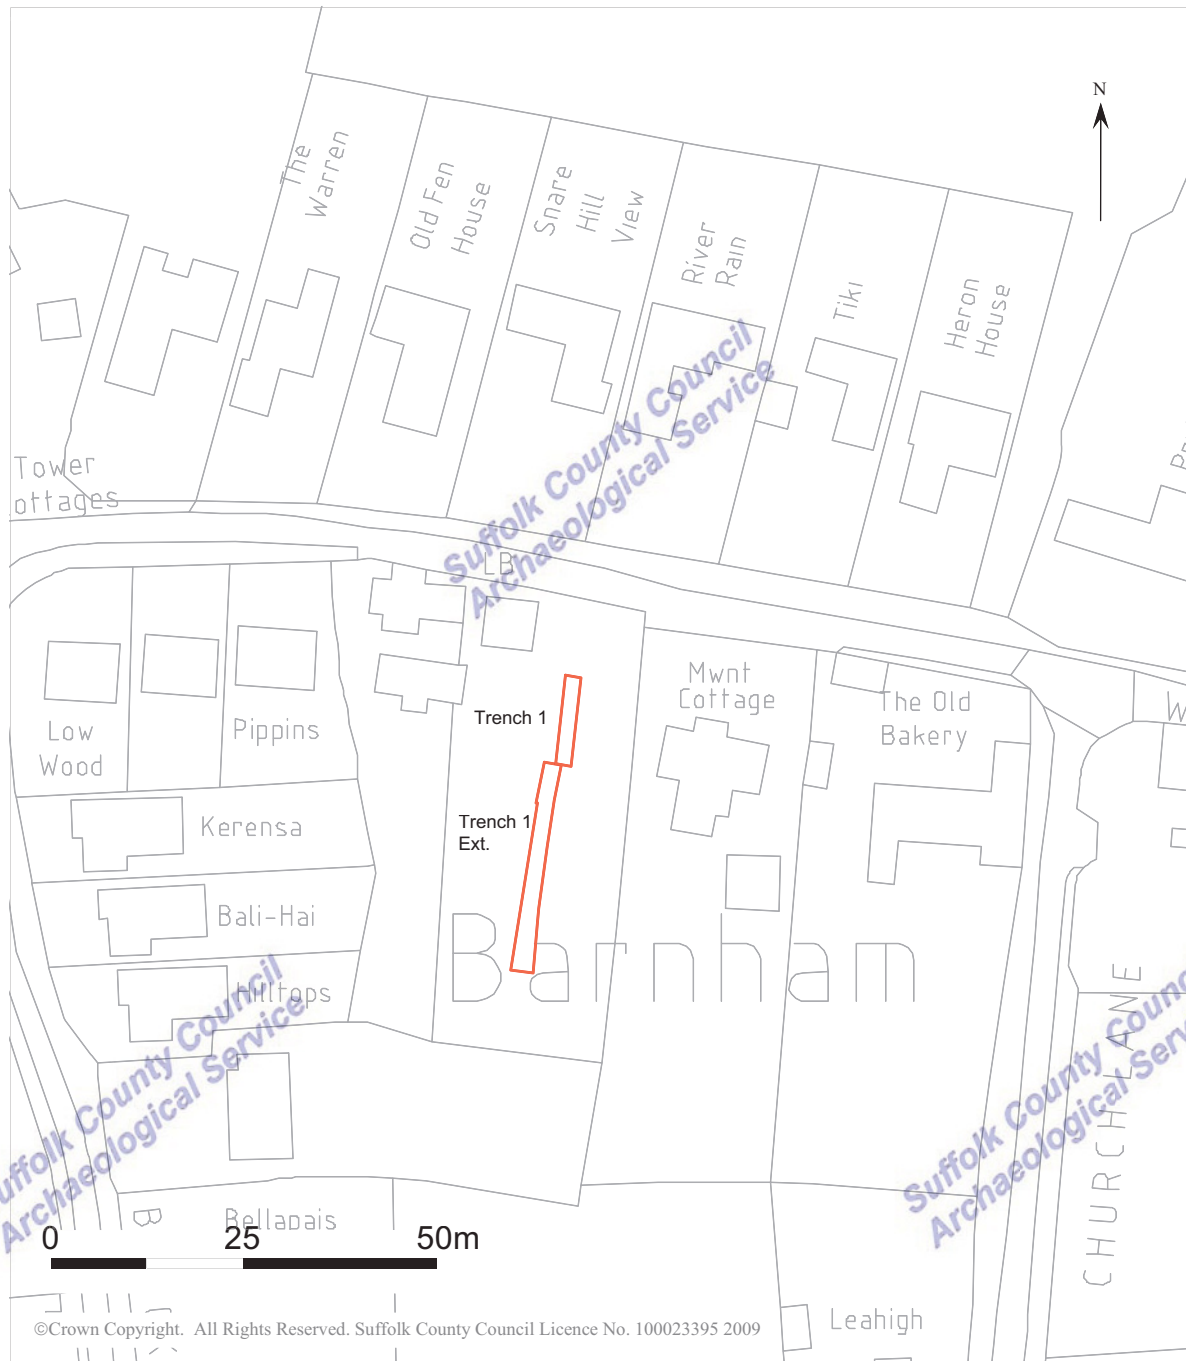 N
The
Warren
Old Fen
House
Snare
Hill
View
River
Rain
Tiki
Heron
House
Suffolk County Council
Archaeological Service
Tower
ottages
LB
Mwnt
Cottage
The Old
Bakery
W
Low
Wood
Pippins
Trench 1
Kerensa
Trench 1
Ext.
Bali-Hai
Barnham
Hilltops
uffolk County Council
Archaeological Service
Suffolk County Counc
Archaeological Serv
CHURCH LANE
B
Bellapais
0 25 50m
Leahigh
©Crown Copyright. All Rights Reserved. Suffolk County Council Licence No. 100023395 2009